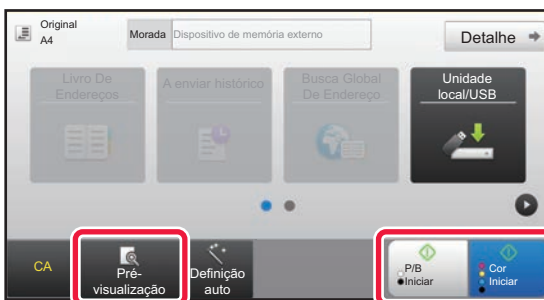 Original
A4
Morada
Dispositivo de memória externo
Detalhe
Livro De
Endereços
A enviar histórico
Busca Global
De Endereço
Unidade
local/USB
CA
Pré-
visualização
Definição
auto
P/B
Iniciar
Cor
Iniciar